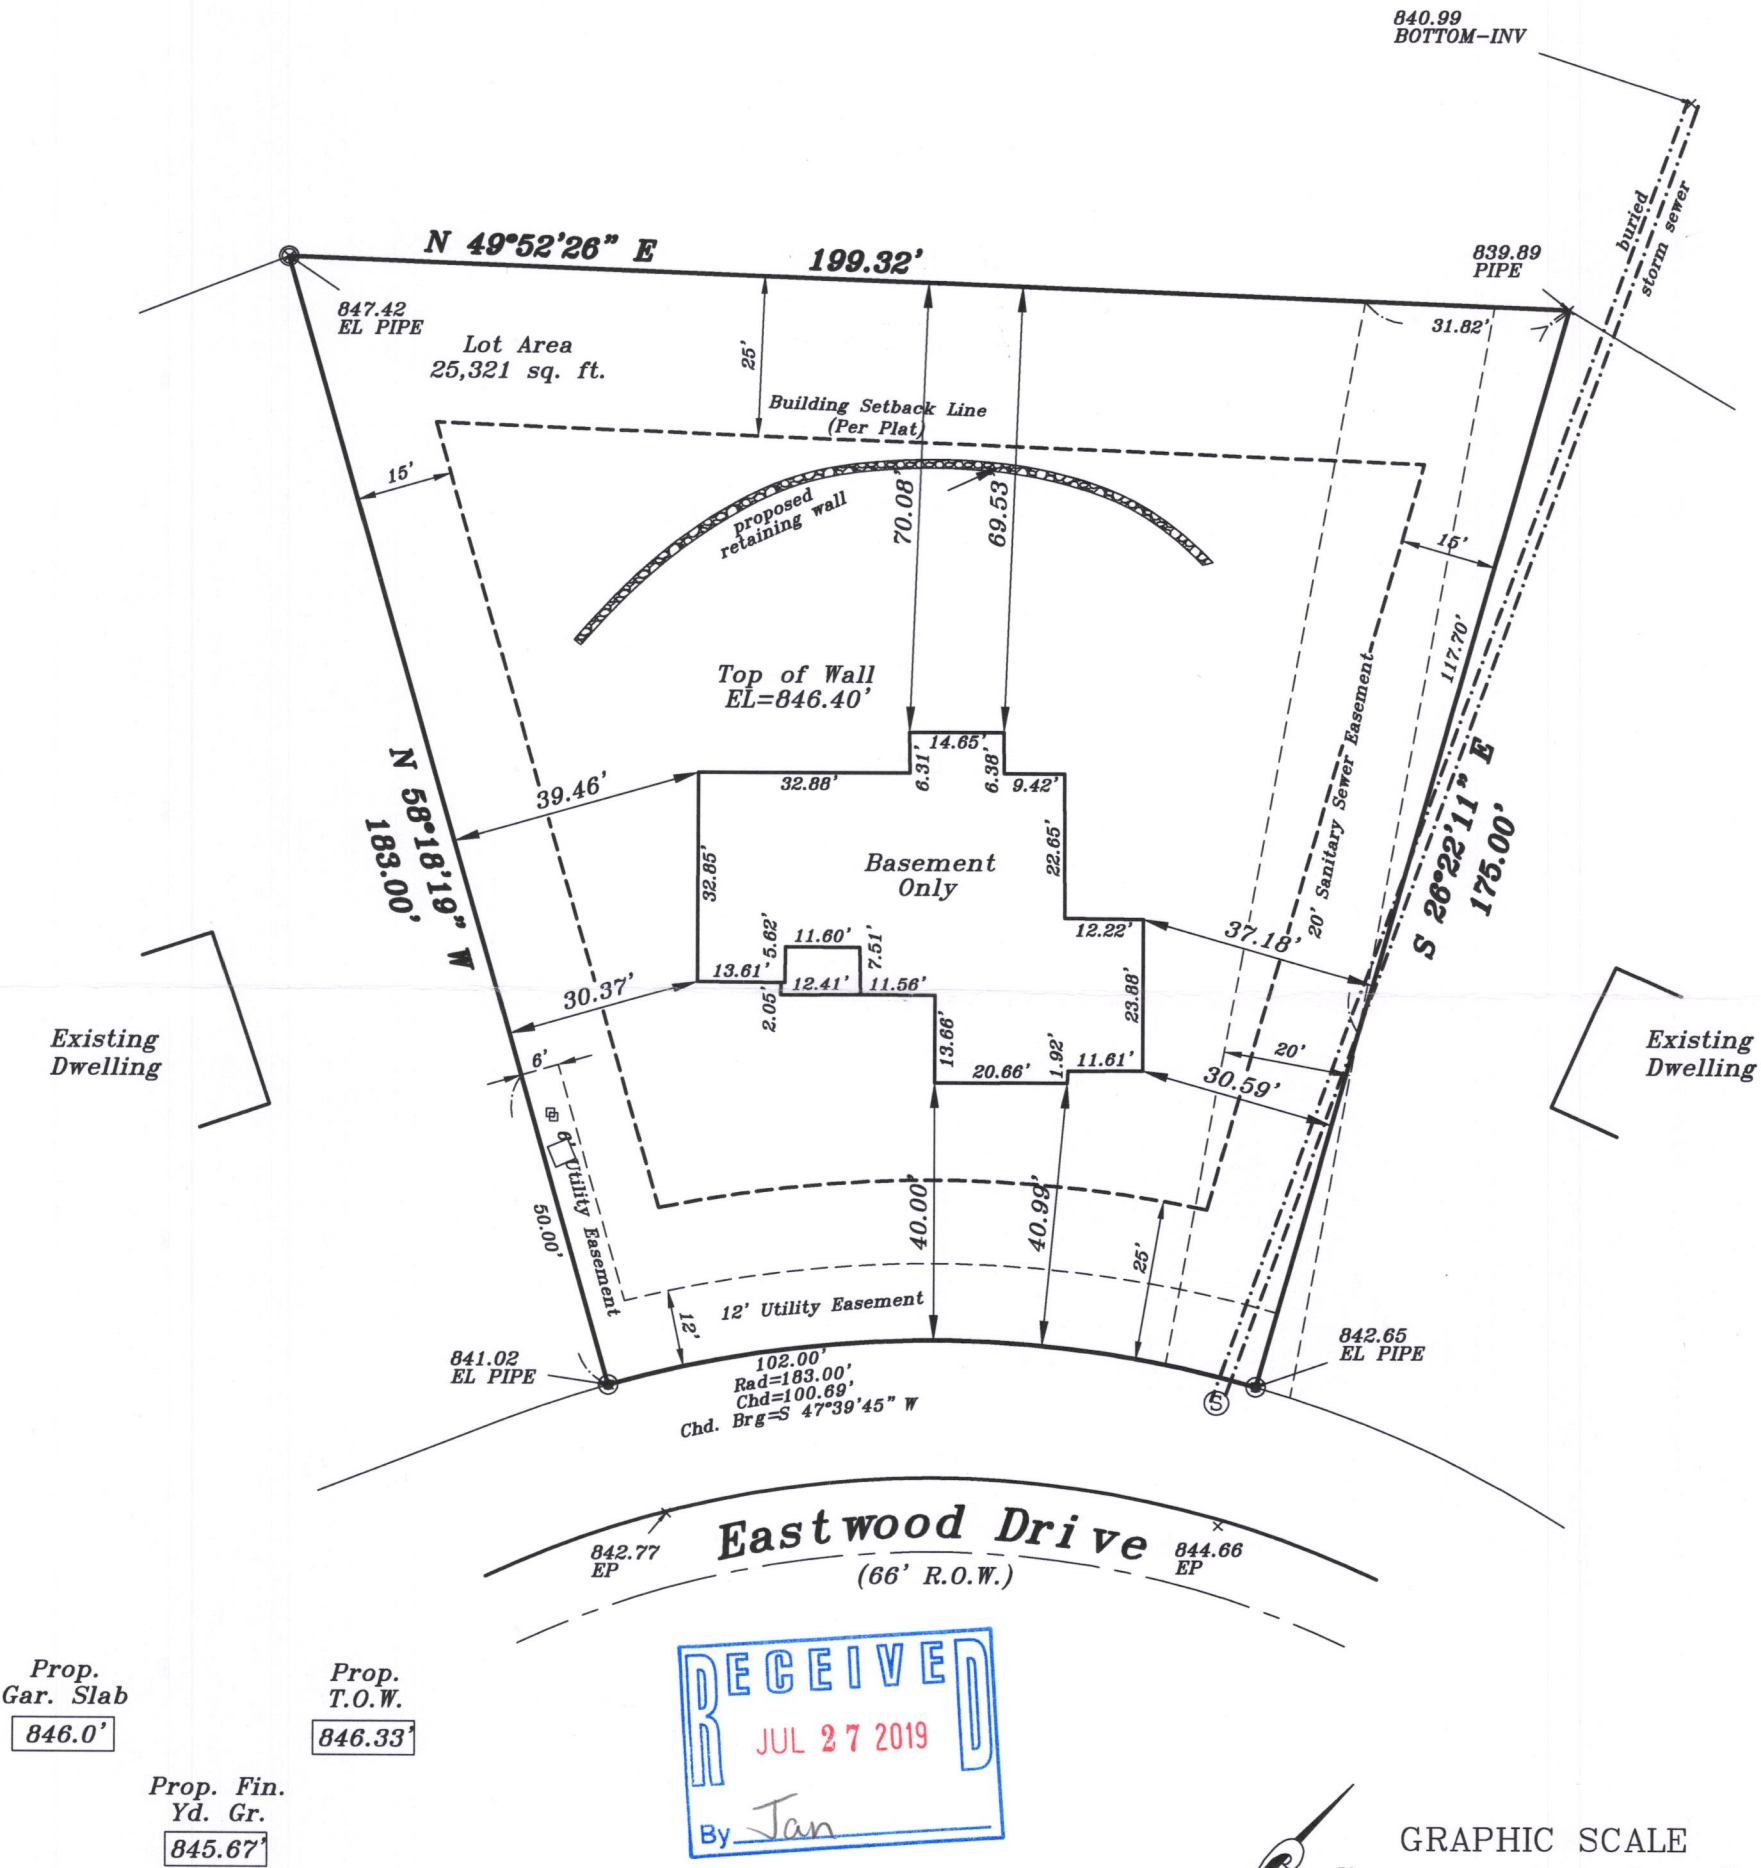 840.99
BOTTOM-INV
buried
storm sewer
N 49°52'26" E
199.32'
839.89
PIPE
847.42
EL PIPE
31.82'
Lot Area
25,321 sq. ft.
25'
Building Setback Line
(Per Plat)
15'
proposed
retaining wall
70.08'
69.53'
15'
117.70'
Top of Wall
EL=846.40'
20' Sanitary Sewer Easement
14.65'
6.31'
6.38'
32.88'
9.42'
39.46'
N 58°18'19" W
183.00'
S 26°22'11" E
175.00'
32.85'
22.65'
Basement
Only
12.22'
37.18'
5.62'
11.60'
7.51'
13.61'
12.41'
11.56'
2.05'
23.88'
30.37'
13.66'
1.92'
11.61'
20.66'
20'
30.59'
Existing
Dwelling
Existing
Dwelling
6'
6' Utility Easement
50.00'
40.00'
40.99'
25'
12' Utility Easement
12'
841.02
EL PIPE
842.65
EL PIPE
102.00'
Rad=183.00'
Chd=100.69'
Chd. Brg=S 47°39'45" W
S
Eastwood Drive
(66' R.O.W.)
842.77
EP
844.66
EP
Prop.
Gar. Slab
846.0'
Prop.
T.O.W.
846.33'
Prop. Fin.
Yd. Gr.
845.67'
RECEIVED
JUL 27 2019
By Jan
GRAPHIC SCALE